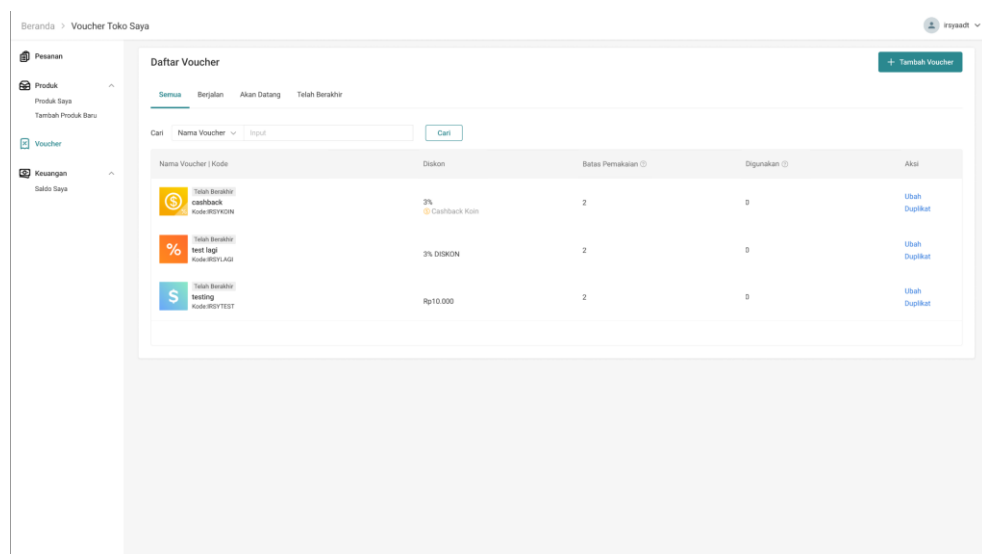 Beranda > Voucher Toko Saya
irsyaadt
Pesanan
Produk
Produk Saya
Tambah Produk Baru
Voucher
Keuangan
Saldo Saya
Daftar Voucher
+ Tambah Voucher
Semua Berjalan Akan Datang Telah Berakhir
Cari Nama Voucher Input Cari
Nama Voucher | Kode Diskon Batas Pemakaian Digunakan Aksi
Telah Berakhir
cashback
Kode:IRSYKOIN
3%
Cashback Koin
2
0
Ubah
Duplikat
%
Telah Berakhir
test lagi
Kode:IRSYLAGI
3% DISKON
2
0
Ubah
Duplikat
$
Telah Berakhir
testing
Kode:IRSYTEST
Rp10.000
2
0
Ubah
Duplikat